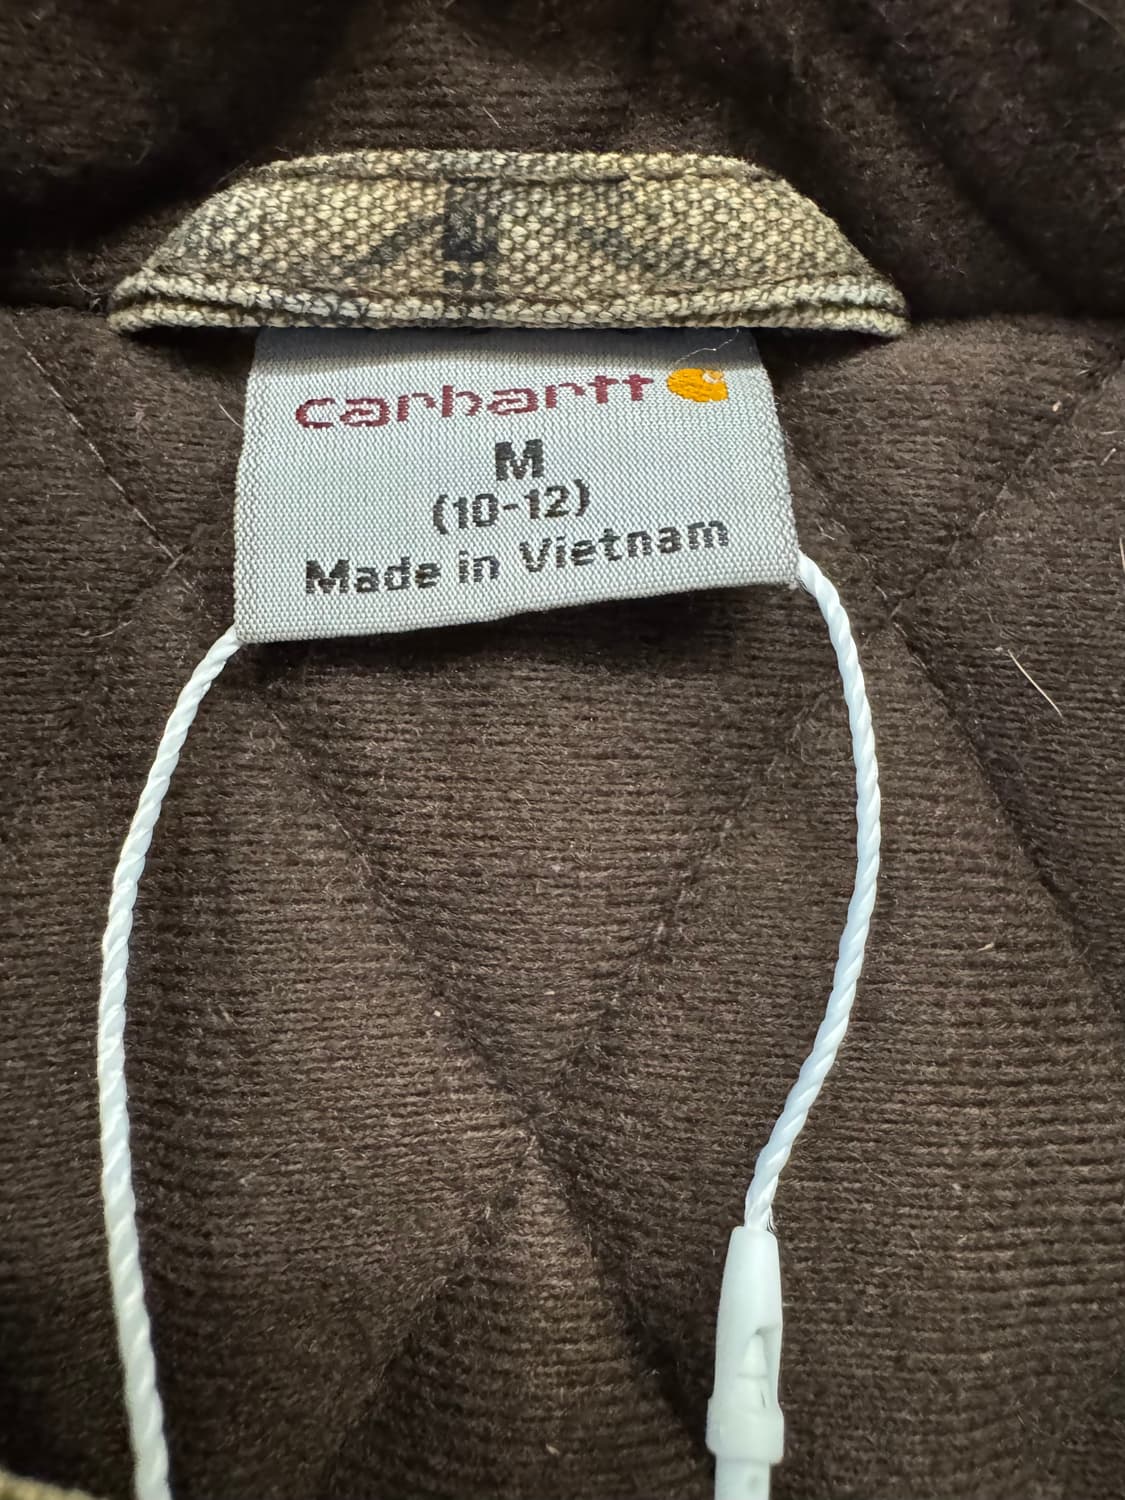 carhartt
M
(10-12)
Made in Vietnam